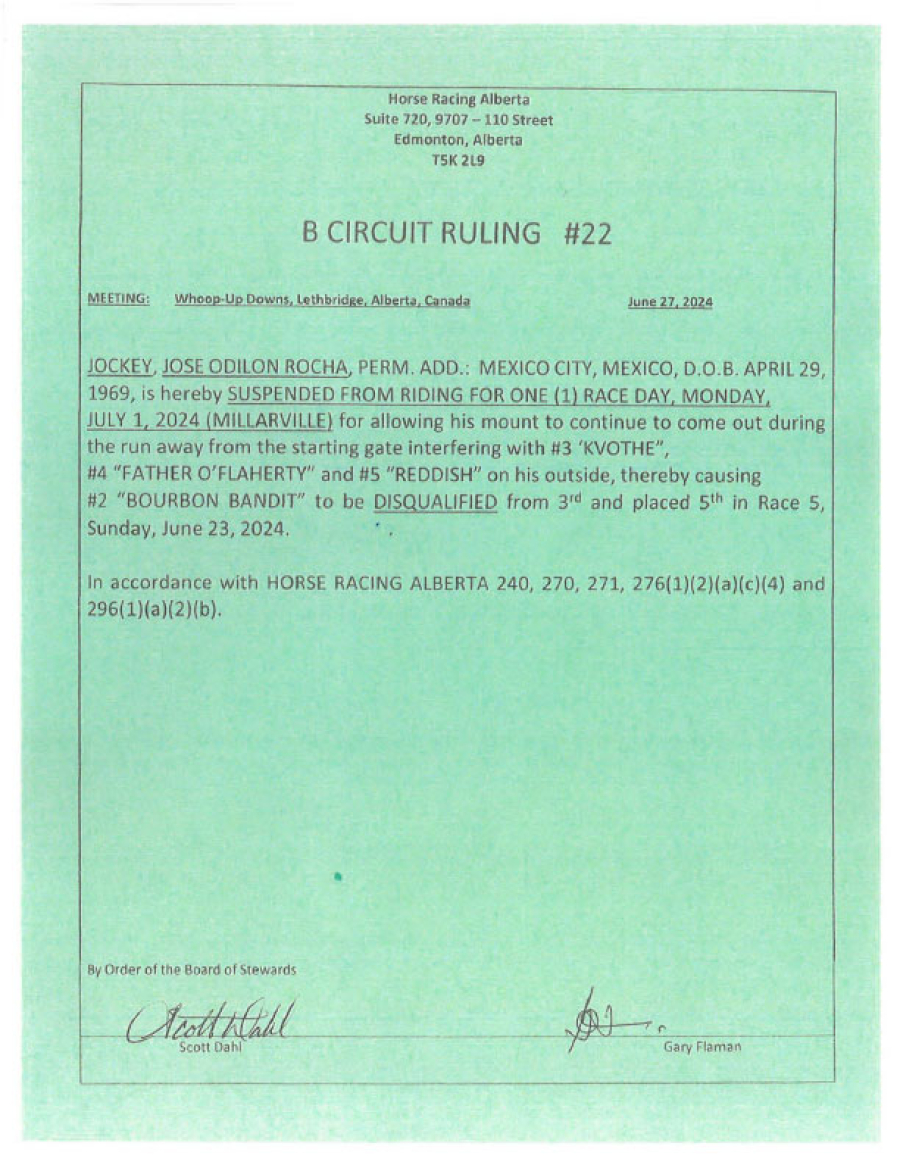 Horse Racing Alberta
Suite 720, 9707 – 110 Street
Edmonton, Alberta
T5K 2L9
B CIRCUIT RULING #22
MEETING: Whoop-Up Downs, Lethbridge, Alberta, Canada June 27, 2024
JOCKEY, JOSE ODILON ROCHA, PERM. ADD.: MEXICO CITY, MEXICO, D.O.B. APRIL 29,
1969, is hereby SUSPENDED FROM RIDING FOR ONE (1) RACE DAY, MONDAY,
JULY 1, 2024 (MILLARVILLE) for allowing his mount to continue to come out during
the run away from the starting gate interfering with #3 'KVOTHE”,
#4 “FATHER O’FLAHERTY” and #5 “REDDISH” on his outside, thereby causing
#2 “BOURBON BANDIT” to be DISQUALIFIED from 3rd and placed 5th in Race 5,
Sunday, June 23, 2024.
In accordance with HORSE RACING ALBERTA 240, 270, 271, 276(1)(2)(a)(c)(4) and
296(1)(a)(2)(b).
By Order of the Board of Stewards
Scott Dahl
Scott Dahl Gary Flaman